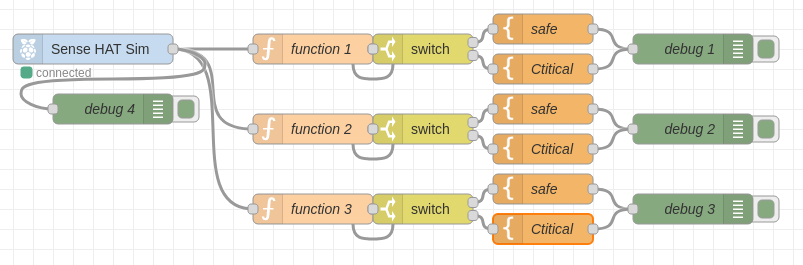 Sense HAT Sim
connected
debug 4
function 1
switch
safe
Ctitical
debug 1
function 2
switch
safe
Ctitical
debug 2
function 3
switch
safe
Ctitical
debug 3